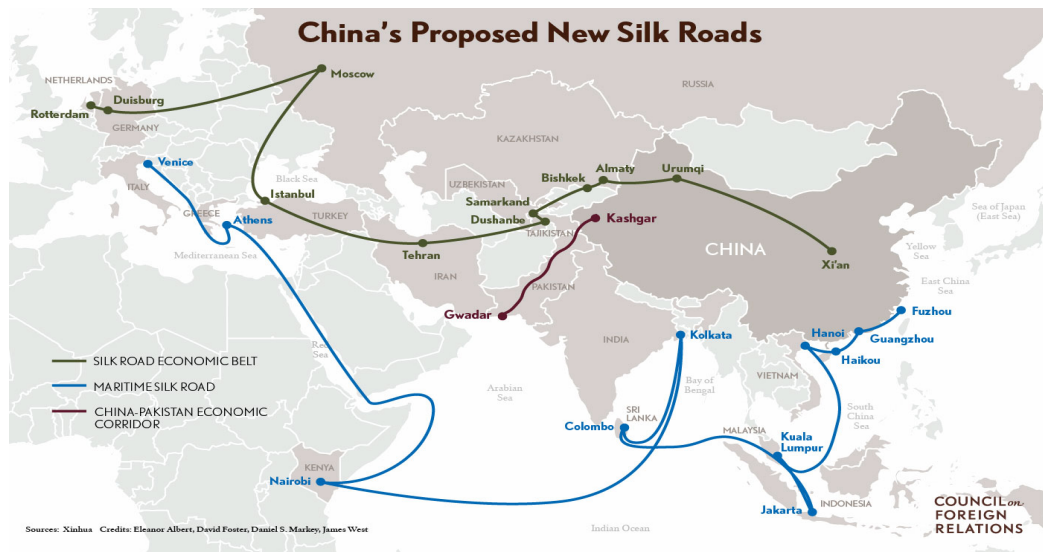 China's Proposed New Silk Roads
NETHERLANDS
Moscow
RUSSIA
Rotterdam
Duisburg
GERMANY
KAZAKHSTAN
Venice
Black Sea
Almaty
Urumqi
Bishkek
ITALY
UZBEKISTAN
Istanbul
Samarkand
GREECE
Athens
TURKEY
Dushanbe
Kashgar
Sea of Japan
(East Sea)
TAJIKISTAN
Mediterranean Sea
Tehran
CHINA
Yellow
Sea
Xi'an
IRAN
PAKISTAN
East China
Sea
Gwadar
Fuzhou
Kolkata
Hanoi
Guangzhou
INDIA
Haikou
Red
Sea
SILK ROAD ECONOMIC BELT
MARITIME SILK ROAD
CHINA-PAKISTAN ECONOMIC
CORRIDOR
Arabian
Sea
Bay of
Bengal
VIETNAM
Colombo
SRI
LANKA
MALAYSIA
South
China Sea
Kuala
Lumpur
KENYA
Nairobi
Jakarta
INDONESIA
Indian Ocean
Sources: Xinhua Credits: Eleanor Albert, David Foster, Daniel S. Markey, James West
COUNCIL on
FOREIGN
RELATIONS